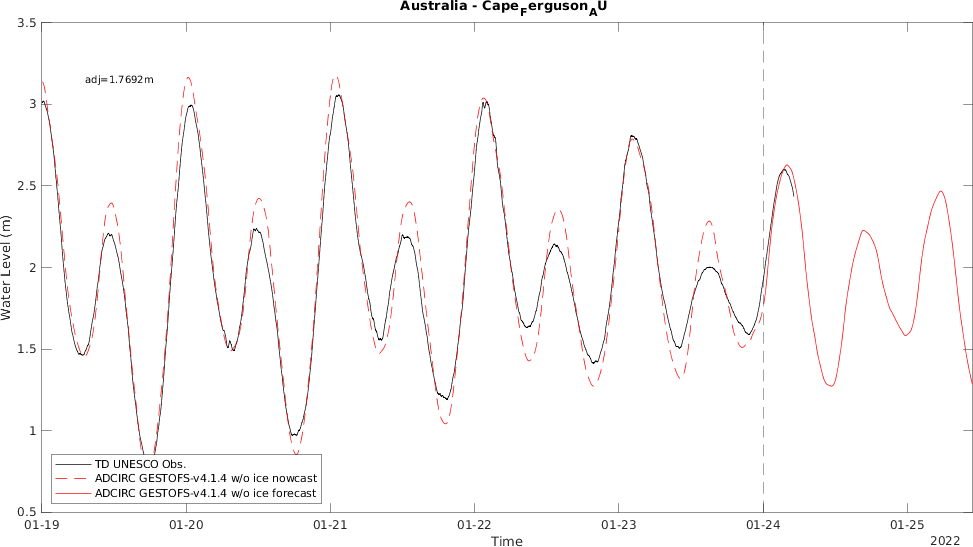 Australia - Cape_Ferguson_AU
adj=1.7692m
Water Level (m)
3.5
3
2.5
2
1.5
1
0.5
TD UNESCO Obs.
ADCIRC GESTOFS-v4.1.4 w/o ice nowcast
ADCIRC GESTOFS-v4.1.4 w/o ice forecast
01-19 01-20 01-21 01-22 01-23 01-24 01-25
Time
2022